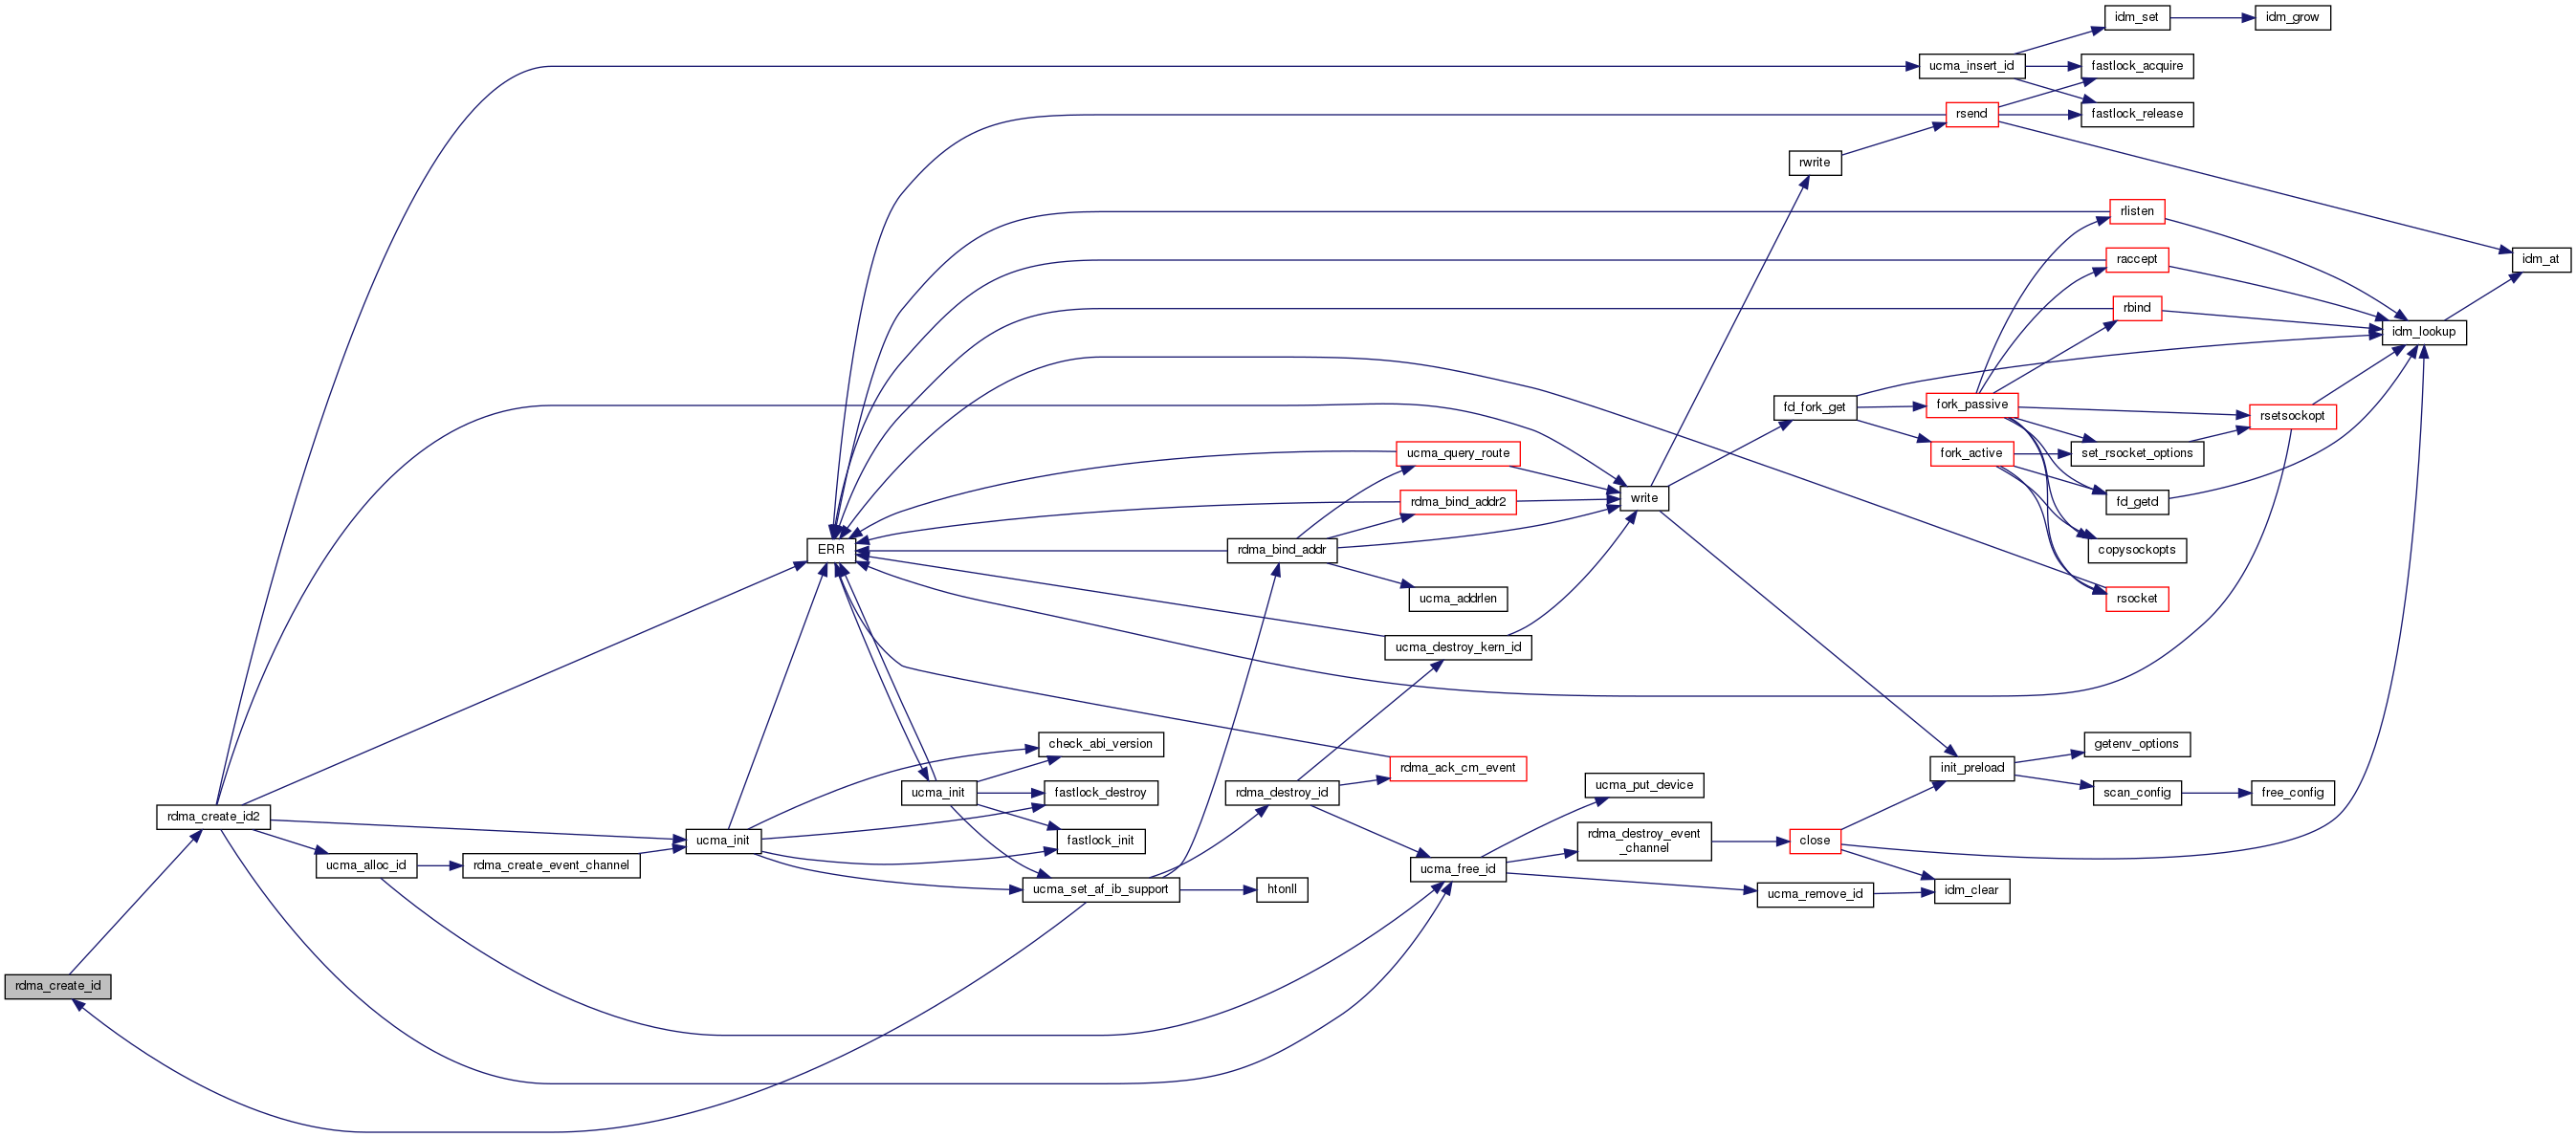 idm_set
idm_grow
ucma_insert_id
fastlock_acquire
rsend
fastlock_release
rwrite
rlisten
raccept
idm_at
rbind
idm_lookup
fd_fork_get
fork_passive
rsetsockopt
ucma_query_route
fork_active
set_rsocket_options
write
rdma_bind_addr2
fd_getd
ERR
rdma_bind_addr
copysockopts
ucma_addrlen
rsocket
ucma_destroy_kern_id
check_abi_version
getenv_options
rdma_ack_cm_event
init_preload
ucma_init
fastlock_destroy
rdma_destroy_id
ucma_put_device
scan_config
free_config
rdma_create_id2
ucma_init
fastlock_init
rdma_destroy_event
_channel
close
ucma_alloc_id
rdma_create_event_channel
ucma_free_id
ucma_set_af_ib_support
htonll
ucma_remove_id
idm_clear
rdma_create_id